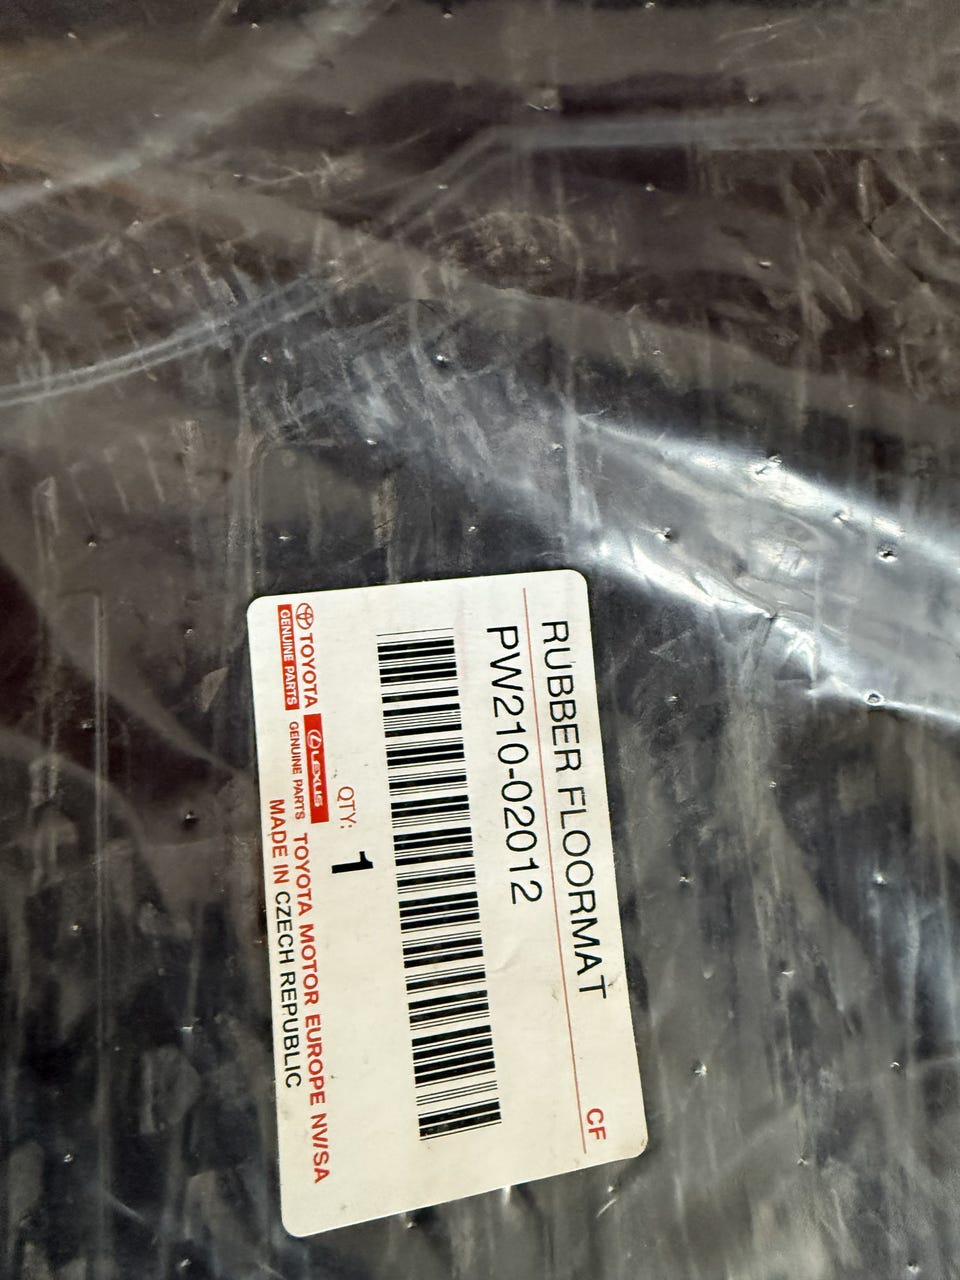 RUBBER FLOORMAT
CF
PW210-02012
QTY: 1
TOYOTA
GENUINE PARTS
LEXUS
GENUINE PARTS
TOYOTA MOTOR EUROPE NV/SA
MADE IN CZECH REPUBLIC